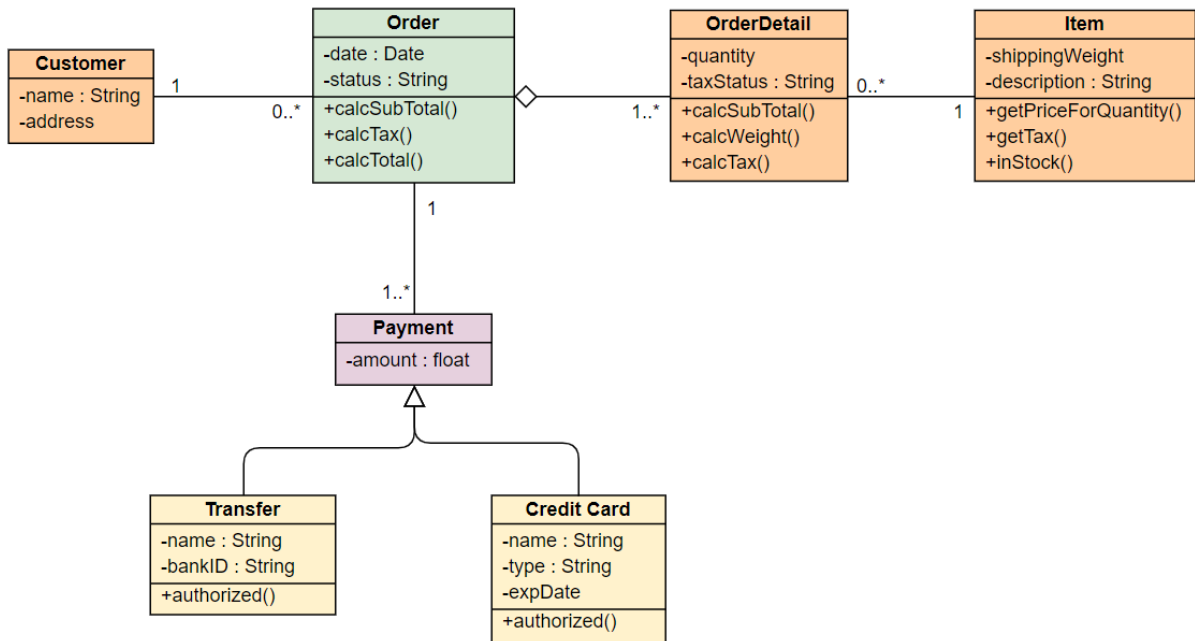 Customer
-name : String
-address
1
0..*
Order
-date : Date
-status : String
+calcSubTotal()
+calcTax()
+calcTotal()
1..*
OrderDetail
-quantity
-taxStatus : String
+calcSubTotal()
+calcWeight()
+calcTax()
0..*
1
Item
-shippingWeight
-description : String
+getPriceForQuantity()
+getTax()
+inStock()
1
1..*
Payment
-amount : float
Transfer
-name : String
-bankID : String
+authorized()
Credit Card
-name : String
-type : String
-expDate
+authorized()